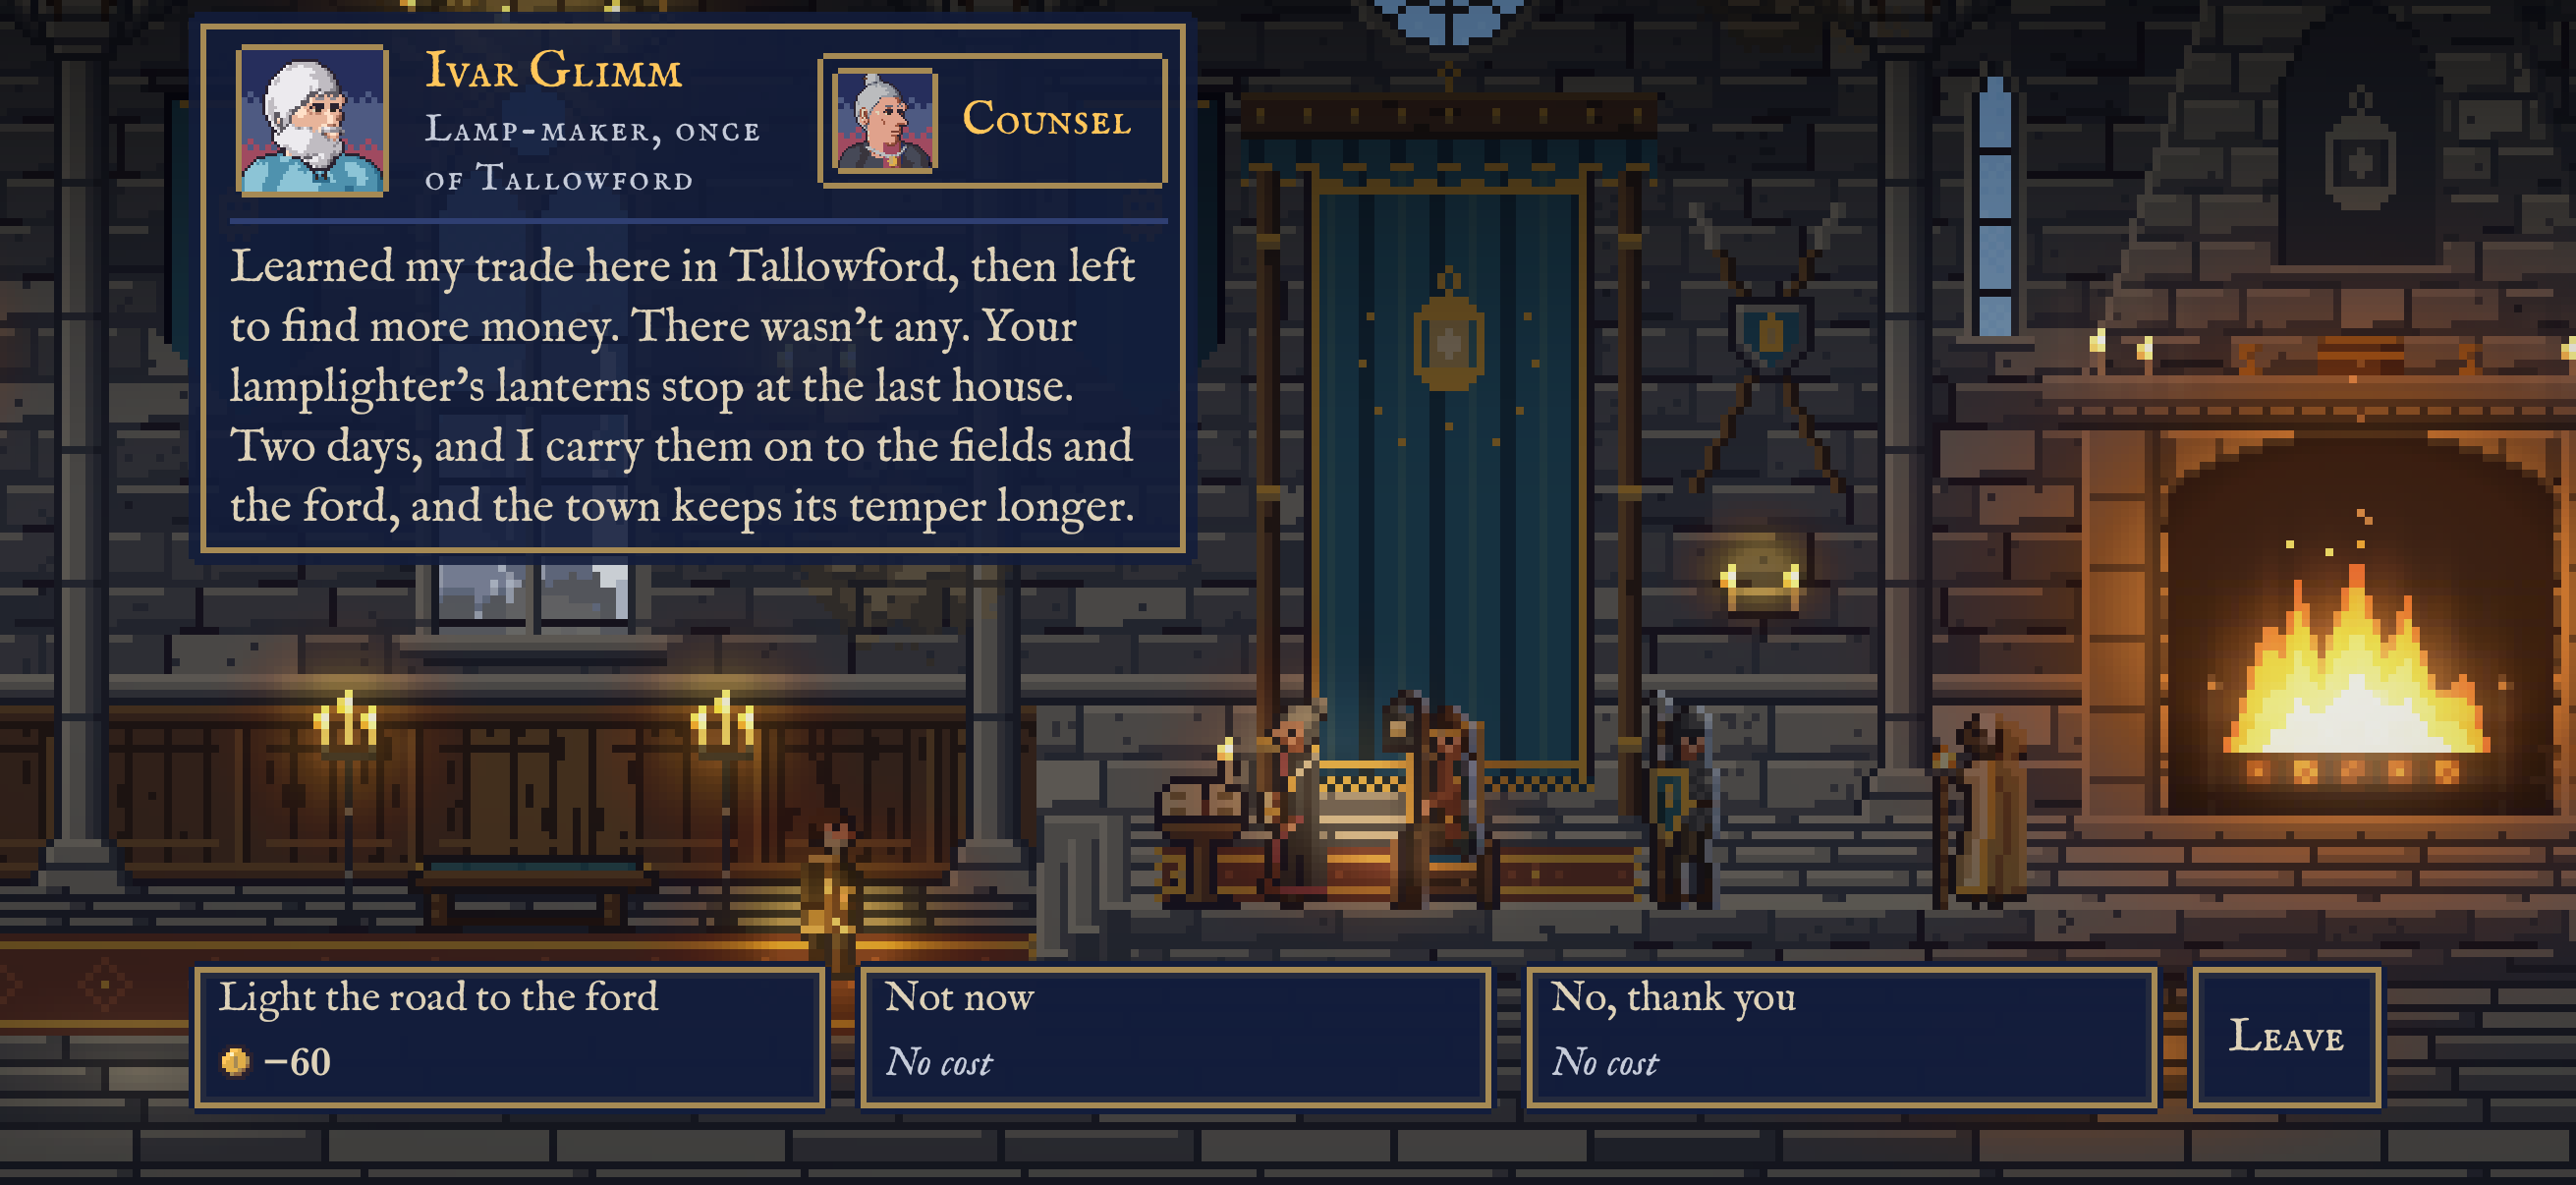 Ivar Glimm
Lamp-maker, once
of Tallowford
Counsel
Learned my trade here in Tallowford, then left
to find more money. There wasn’t any. Your
lamplighter’s lanterns stop at the last house.
Two days, and I carry them on to the fields and
the ford, and the town keeps its temper longer.
Light the road to the ford
−60
Not now
No cost
No, thank you
No cost
Leave